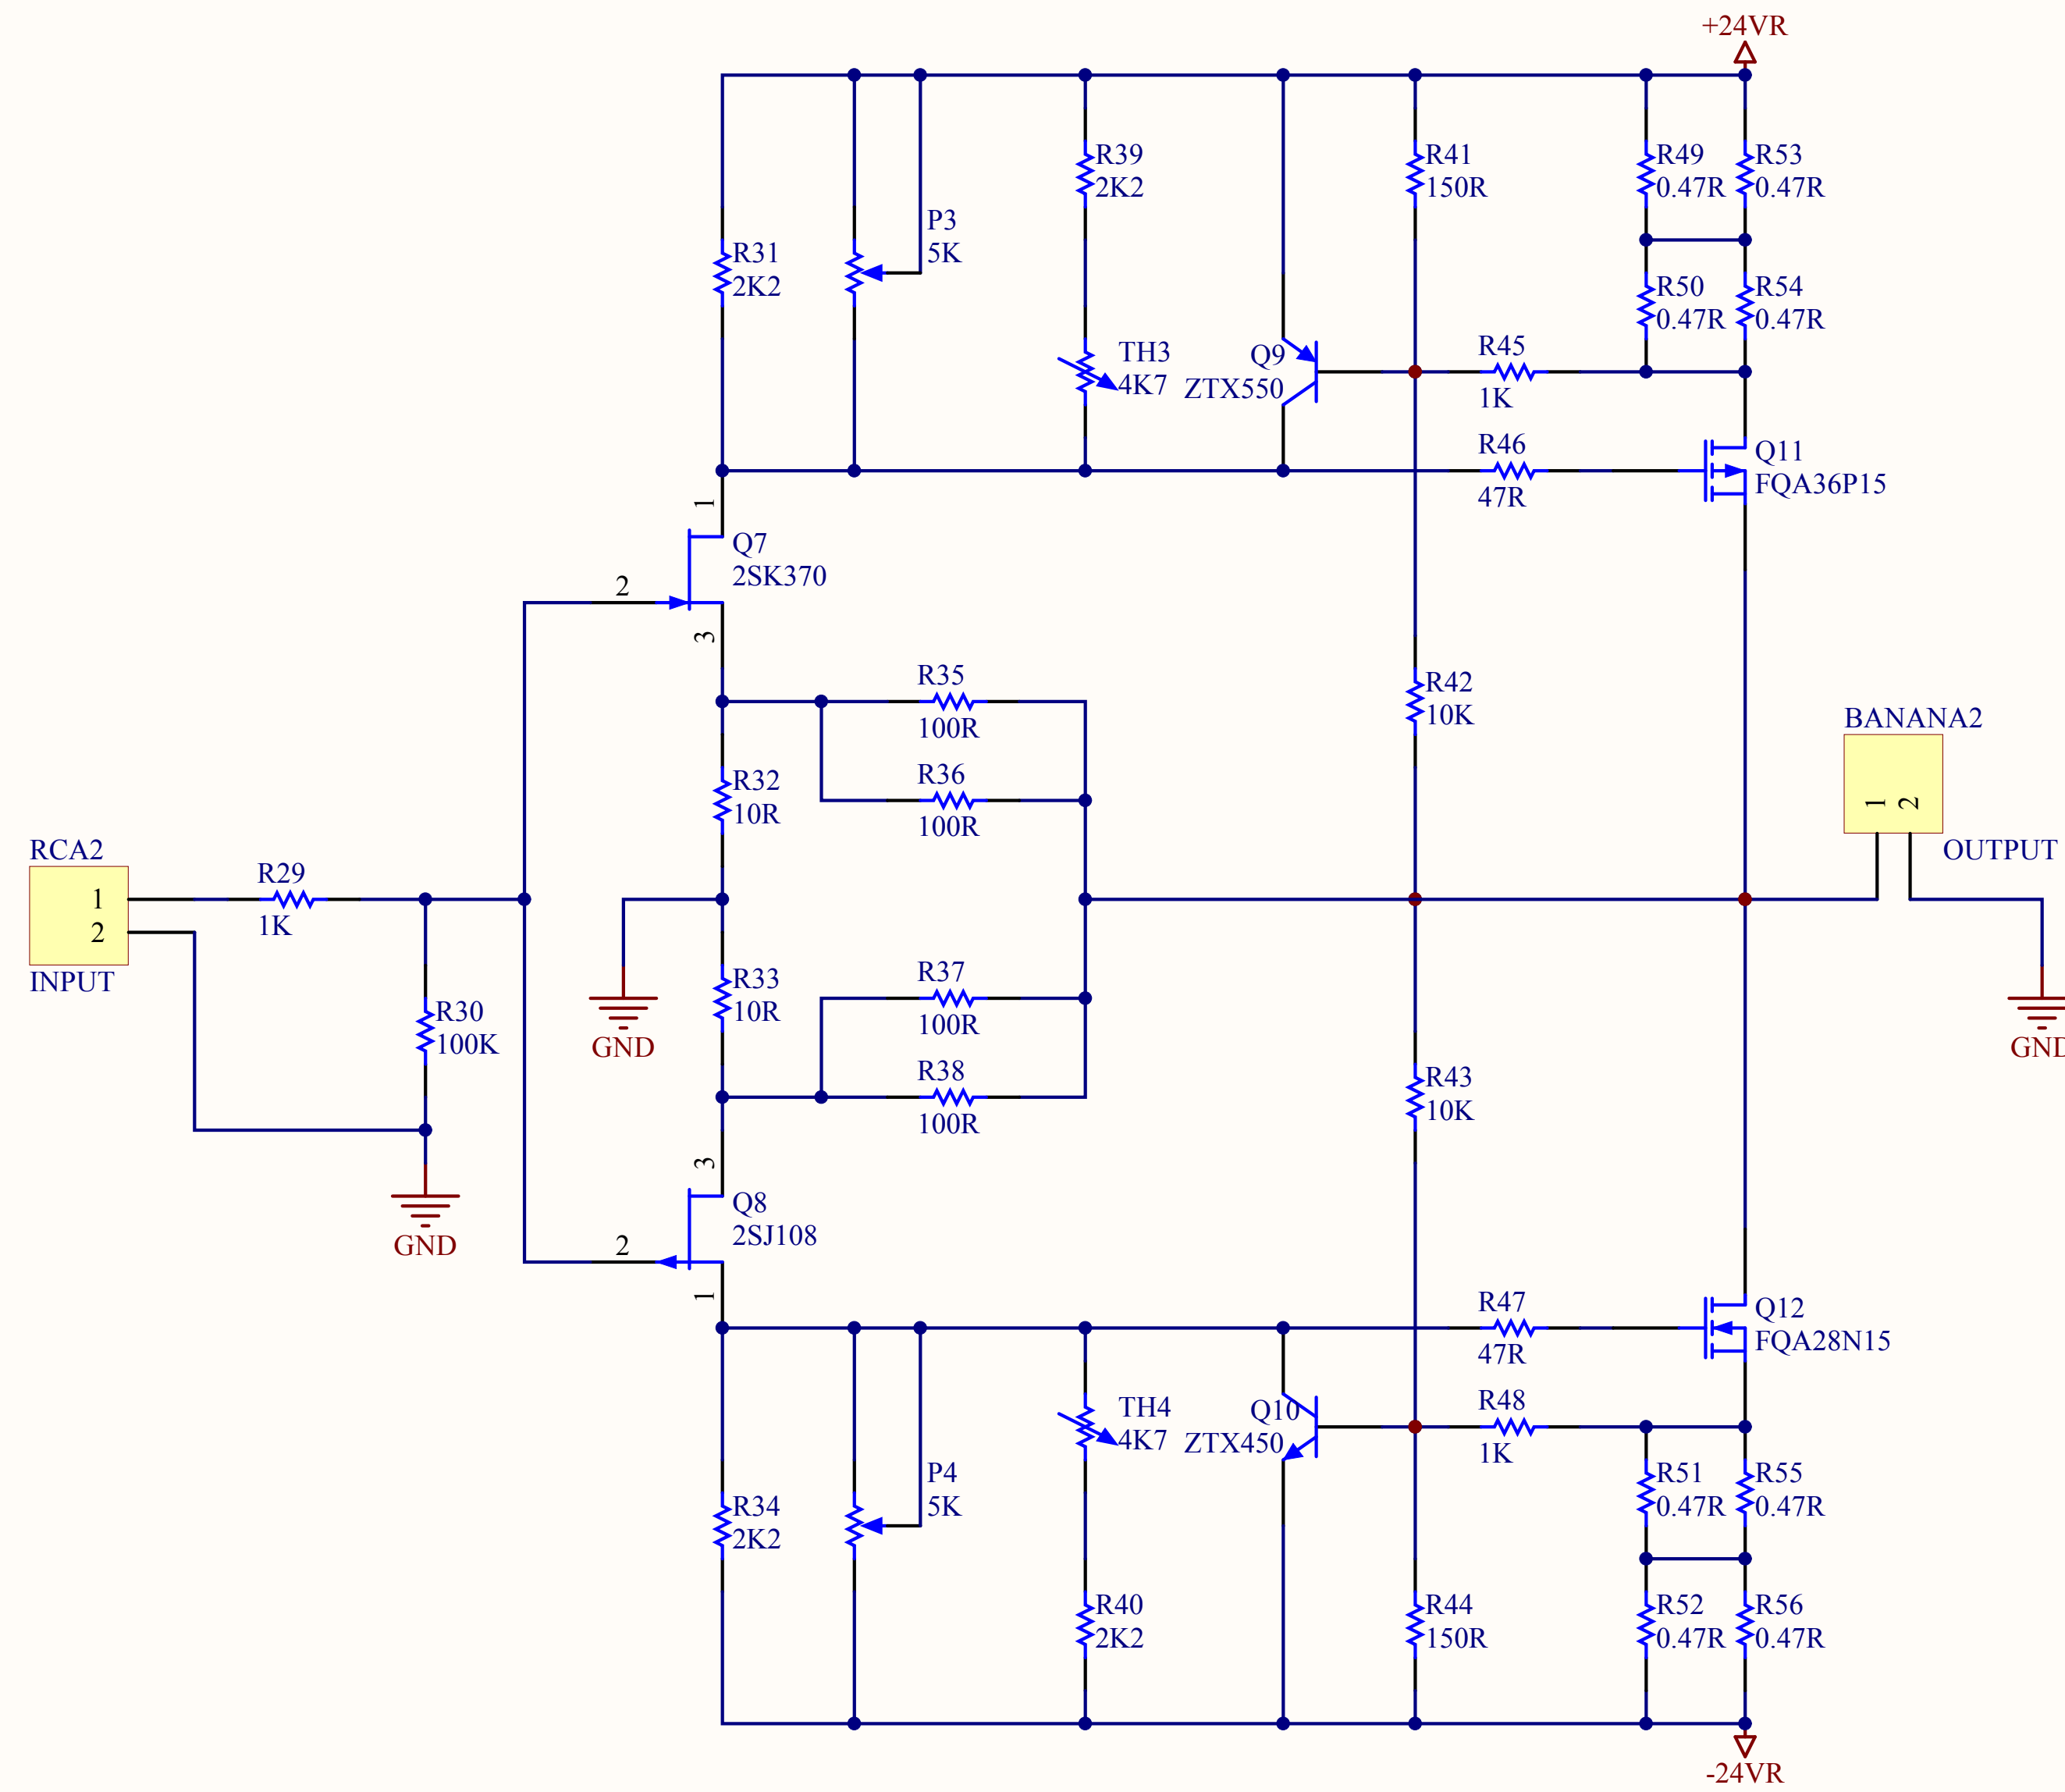 +24VR
R39
2K2
R41
150R
R49
0.47R
R53
0.47R
P3
5K
R31
2K2
R50
0.47R
R54
0.47R
TH3
4K7
Q9
ZTX550
R45
1K
R46
47R
Q11
FQA36P15
1
Q7
2SK370
2
3
R35
100R
R42
10K
BANANA2
1
2
OUTPUT
R32
10R
R36
100R
RCA2
1
2
INPUT
R29
1K
R33
10R
R37
100R
R30
100K
GND
GND
R38
100R
R43
10K
3
Q8
2SJ108
2
GND
1
R47
47R
Q12
FQA28N15
TH4
4K7
Q10
ZTX450
R48
1K
P4
5K
R34
2K2
R51
0.47R
R55
0.47R
R40
2K2
R44
150R
R52
0.47R
R56
0.47R
-24VR